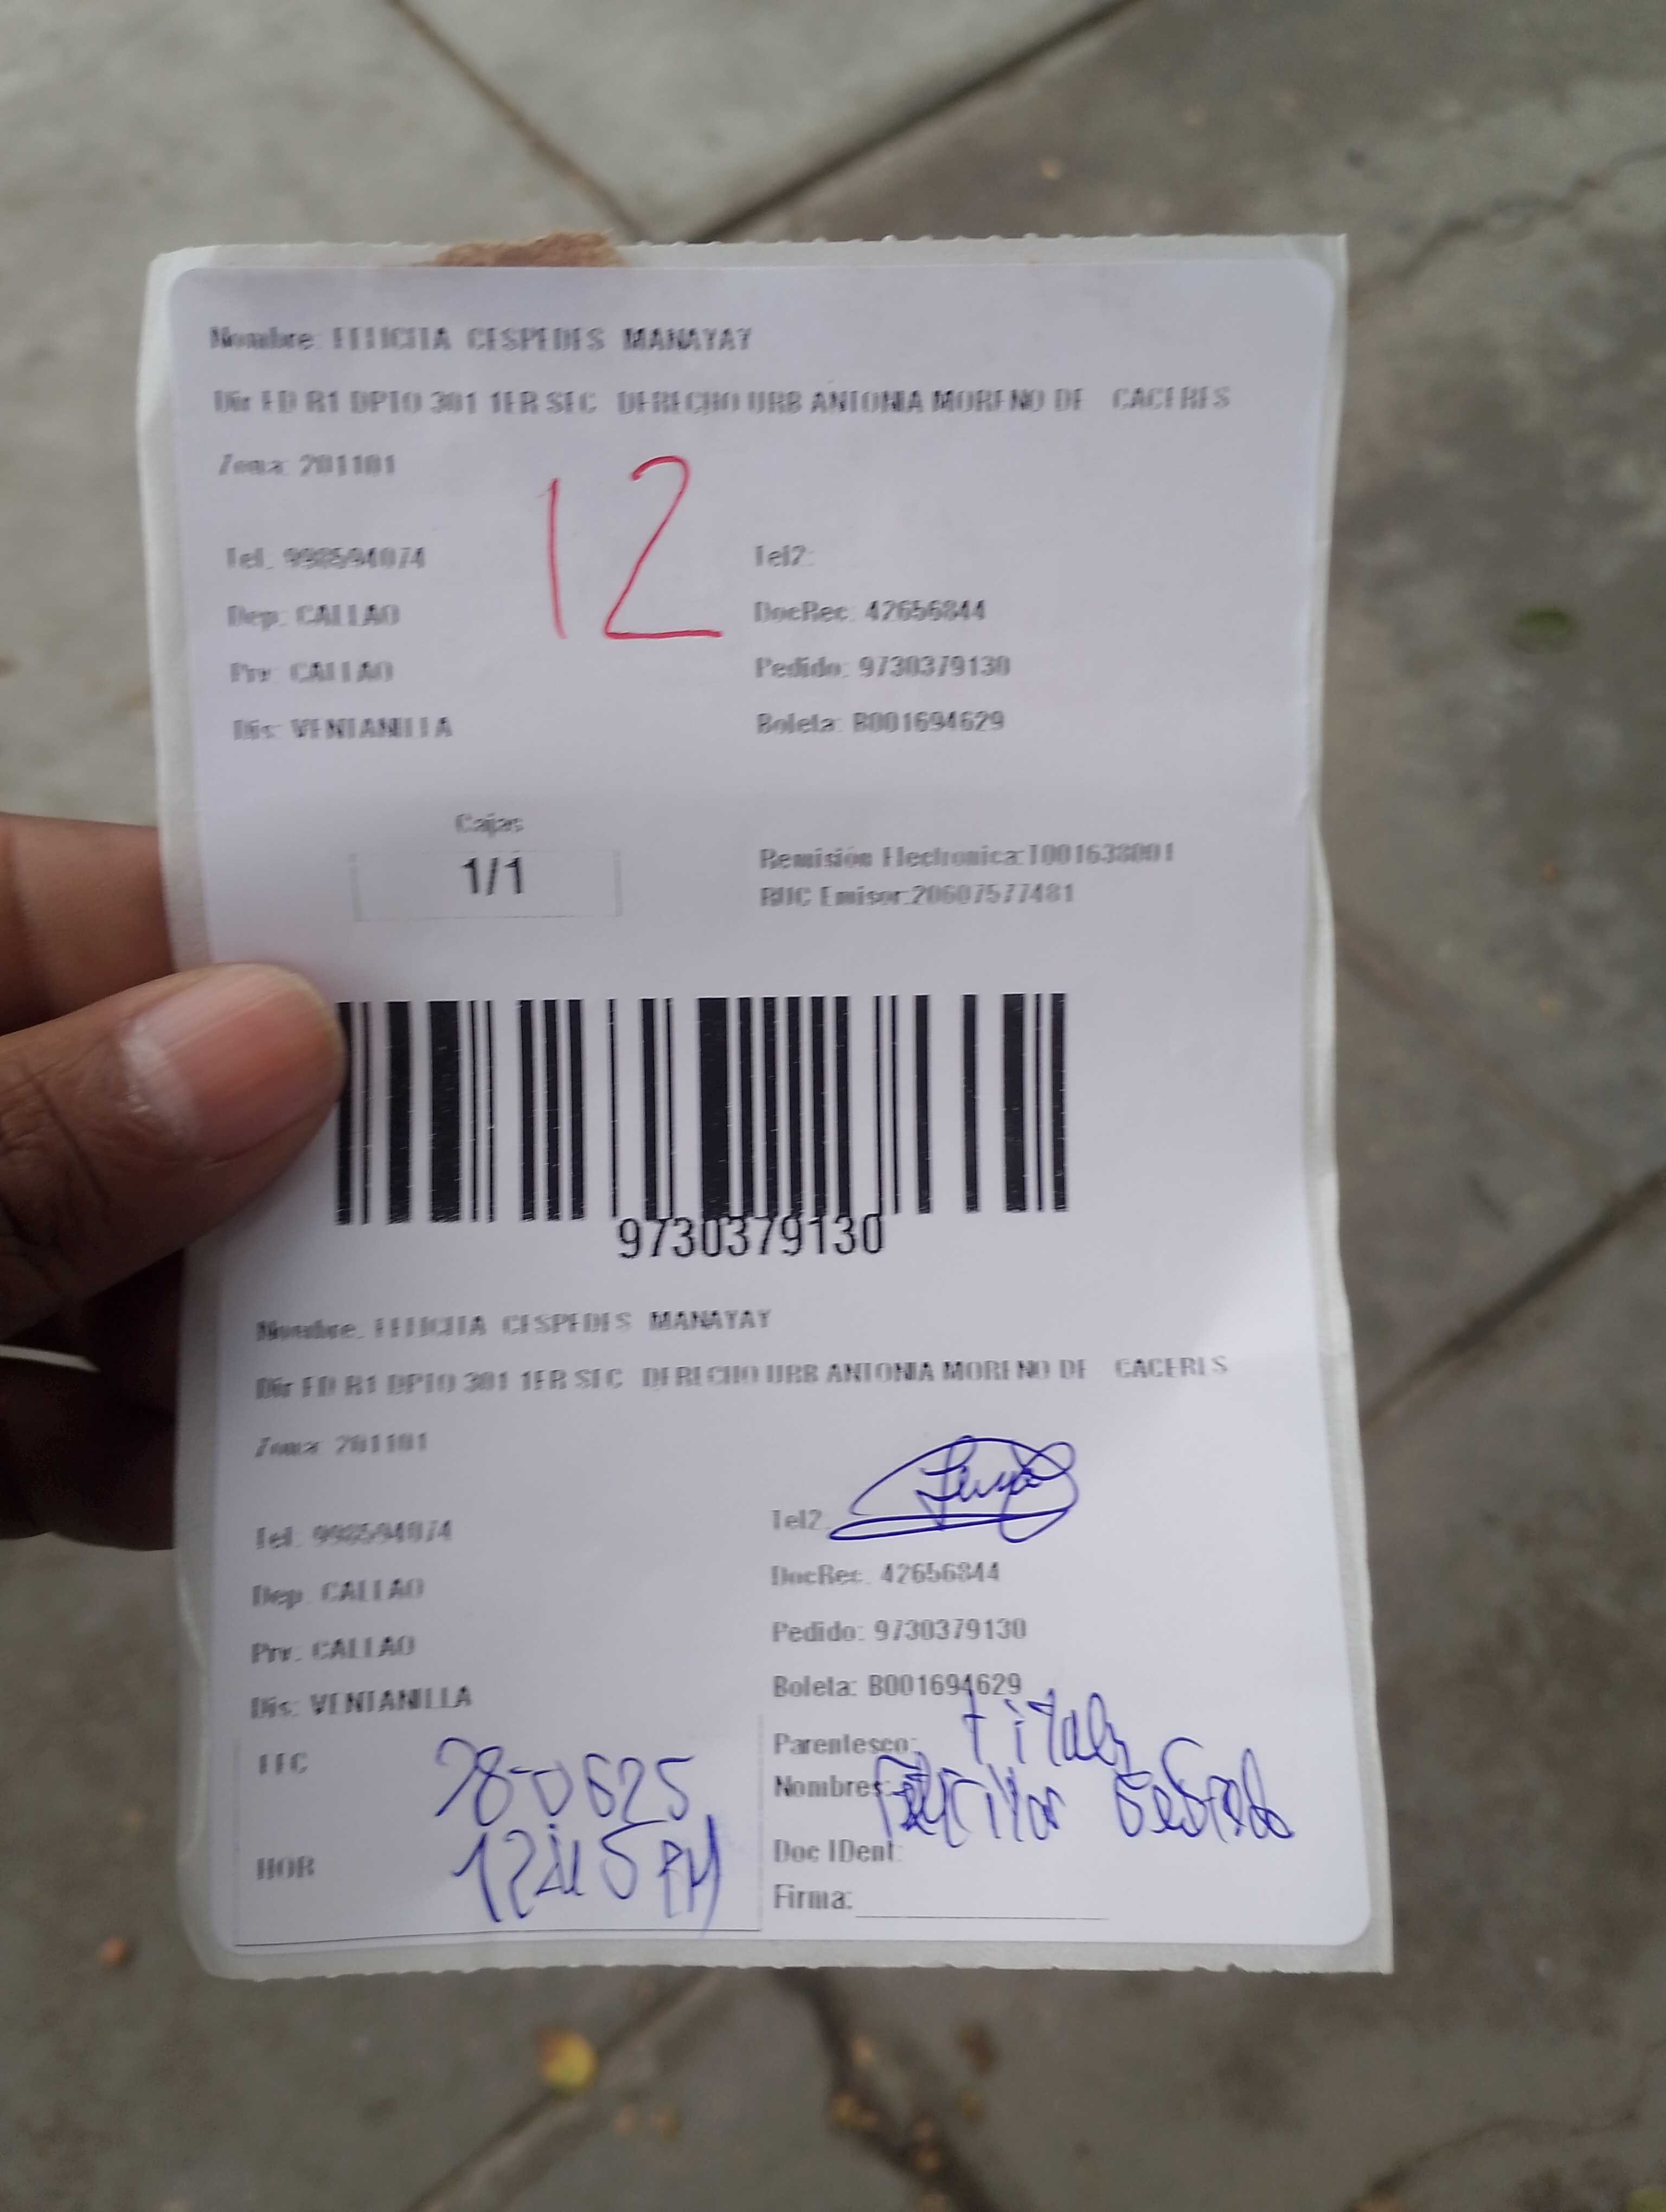 Nombre: FELICITA CESPEDES MANAYAY
Dir ED R1 DPTO 301 1ER SEC DERECHO URB ANTONIA MORENO DE CACERES
Zona: 201101
12
Tel. 998594074
Tel2:
Dep: CALLAO
DocRec: 42656844
Prv: CALLAO
Pedido: 9730379130
Dis: VENTANILLA
Boleta: B001694629
Cajas
1/1
Remisión Electronica:T001638001
RUC Emisor:20607577481
9730379130
Nombre: FELICITA CESPEDES MANAYAY
Dir ED R1 DPTO 301 1ER SEC DERECHO URB ANTONIA MORENO DE CACERES
Zona: 201101
Tel. 998594074
Tel2:
Dep: CALLAO
DocRec: 42656844
Prv: CALLAO
Pedido: 9730379130
Dis: VENTANILLA
Boleta: B001694629
Parentesco: titular
Nombres:
FEC 28-0625
Doc IDent:
HOR
PM
Firma: